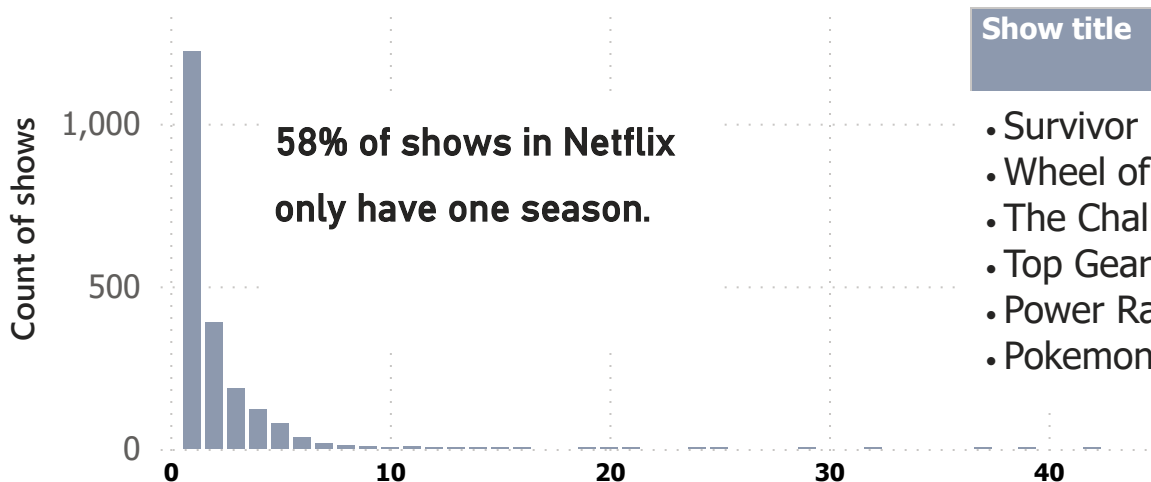 Show title
Count of shows
1,000
58% of shows in Netflix
only have one season.
500
0
• Survivor
• Wheel of
• The Chal
• Top Gear
• Power Ra
• Pokemon
0 10 20 30 40